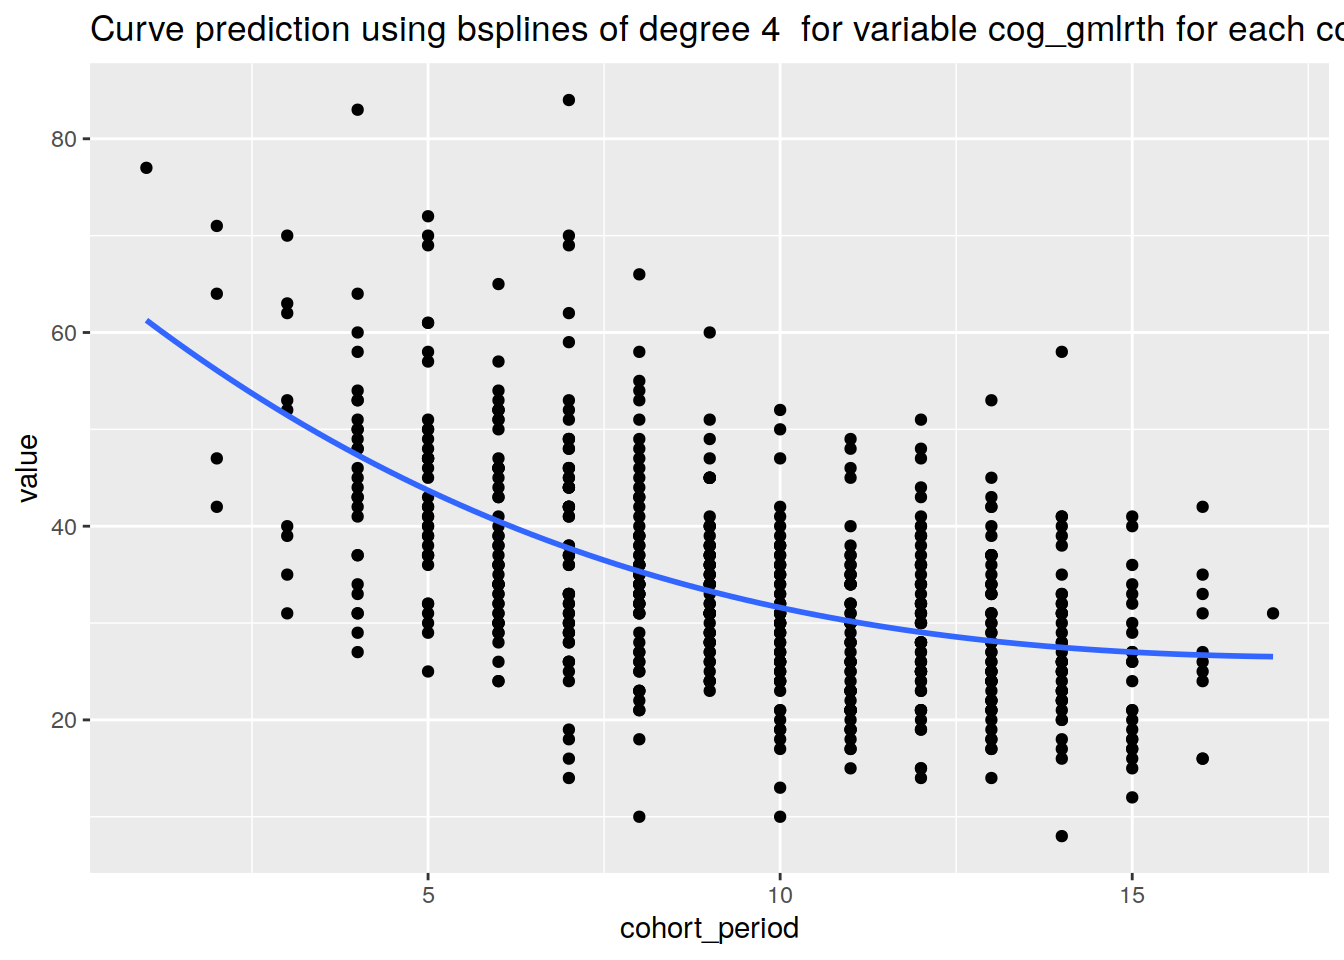 Curve prediction using bsplines of degree 4  for variable cog_gmlrth for each co
80
60
40
20
value
5
10
15
cohort_period